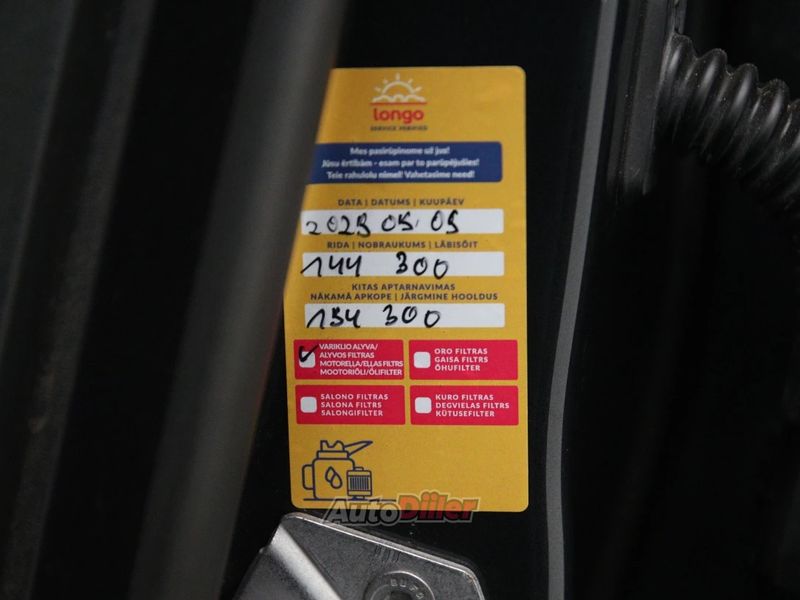 longo
SERVICE SERVISS
Mes pasirūpinome už jus!
Jūsu ērtībām - esam par to parūpējušies!
Teie rahulolu nimel! Vahetasime need!
DATA | DATUMS | KUUPÄEV
2023 05. 05
RIDA | NOBRAUKUMS | LÄBISÕIT
144 300
KITAS APTARNAVIMAS
NĀKAMĀ APKOPE | JÄRGMINE HOOLDUS
154 300
VARIKLIO ALYVA/
ALYVOS FILTRAS
MOTORELLA/ELLAS FILTRS
MOOTORIÕLI/ÕLIFILTER
ORO FILTRAS
GAISA FILTRS
ÕHUFILTER
SALONO FILTRAS
SALONA FILTRS
SALONGIFILTER
KURO FILTRAS
DEGVIELAS FILTRS
KÜTUSEFILTER
AutoDiiler